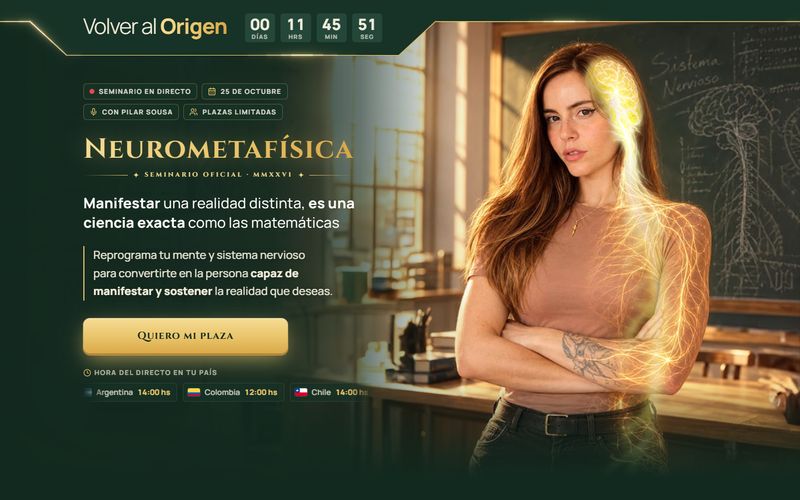 Volver al Origen
00 11 45 51
DÍAS HRS MIN SEG
SEMINARIO EN DIRECTO 25 DE OCTUBRE
CON PILAR SOUSA PLAZAS LIMITADAS
NEUROMETAFÍSICA
SEMINARIO OFICIAL · MMXXVI
Manifestar una realidad distinta, es una
ciencia exacta como las matemáticas
Reprograma tu mente y sistema nervioso
para convertirte en la persona capaz de
manifestar y sostener la realidad que deseas.
QUIERO MI PLAZA
HORA DEL DIRECTO EN TU PAÍS
Argentina 14:00 hs Colombia 12:00 hs Chile 14:00 hs
Sistema
Nervioso